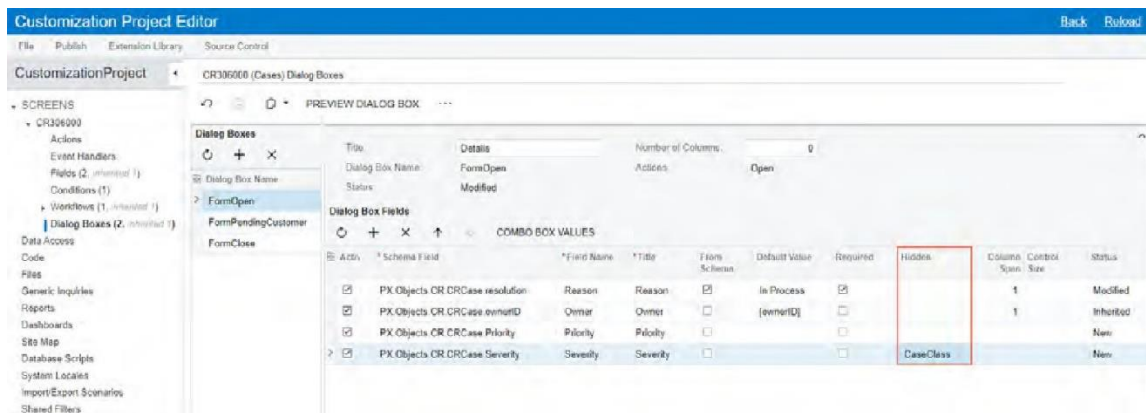 Customization Project Editor Back Reload
File Publish Extension Library Source Control
CustomizationProject CR306000 (Cases) Dialog Boxes
SCREENS
CR306000
Actions
Event Handlers
Fields (2, inherited 1)
Conditions (1)
Workflows (1, inherited 1)
Dialog Boxes (2, inherited 1)
Data Access
Code
Files
Generic Inquiries
Reports
Dashboards
Site Map
Database Scripts
System Locales
Import/Export Scenarios
Shared Filters
PREVIEW DIALOG BOX ...
Dialog Boxes
Dialog Box Name
FormOpen
FormPendingCustomer
FormClose
Title Details Number of Columns: 0
Dialog Box Name: FormOpen Actions: Open
Status: Modified
Dialog Box Fields
COMBO BOX VALUES
Activ * Schema Field * Field Name * Title From Schema Default Value Required Hidden Column Span Control Size Status
PX.Objects.CR.CRCase.resolution Reason Reason In Process 1 Modified
PX.Objects.CR.CRCase.ownerID Owner Owner [ownerID] 1 Inherited
PX.Objects.CR.CRCase.Priority Priority Priority New
PX.Objects.CR.CRCase.Severity Severity Severity CaseClass New